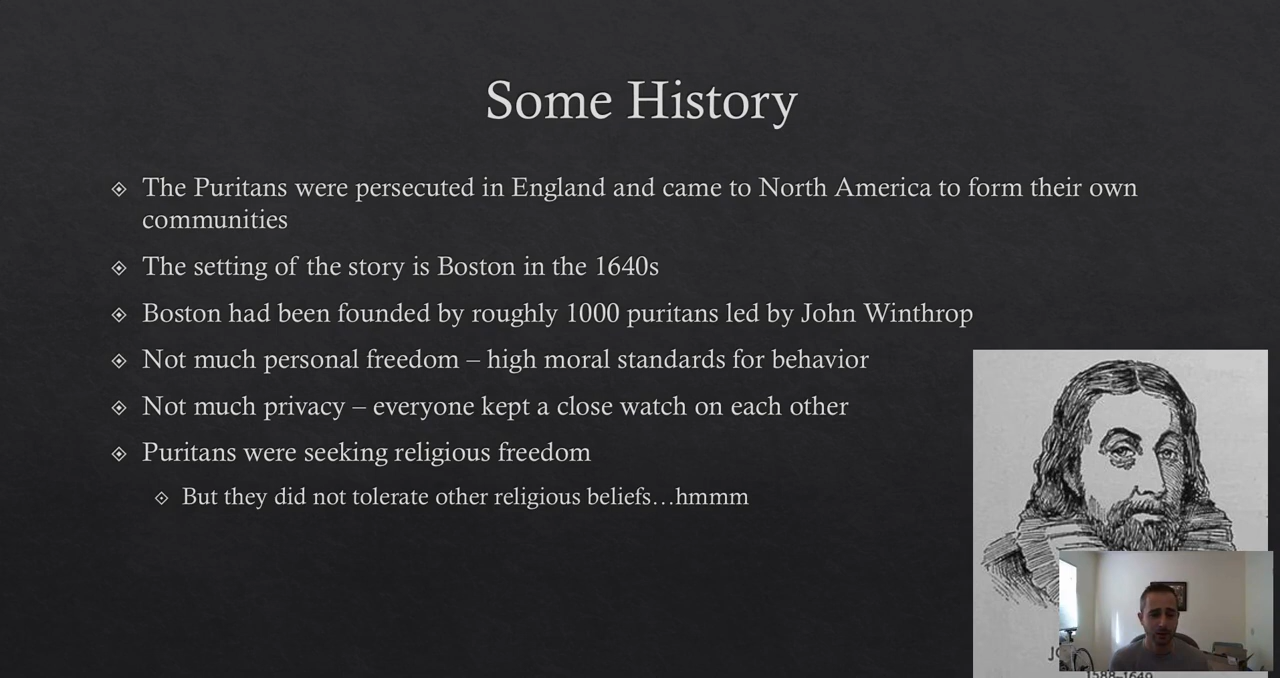 Some History
The Puritans were persecuted in England and came to North America to form their own
communities
The setting of the story is Boston in the 1640s
Boston had been founded by roughly 1000 puritans led by John Winthrop
Not much personal freedom – high moral standards for behavior
Not much privacy – everyone kept a close watch on each other
Puritans were seeking religious freedom
But they did not tolerate other religious beliefs…hmmm
1588–1649